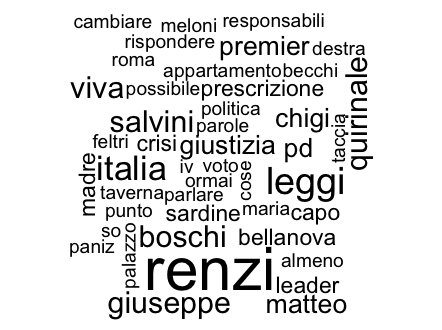 cambiare meloni responsabili
rispondere premier destra
roma
appartamento becchi
viva possibile prescrizione
quirinale
politica
salvini parole chigi
taccia
feltri crisi giustizia pd
madre
italia iv voto
ormai cose leggi
taverna parlare
punto sardine maria capo
so boschi bellanova
paniz
palazzo
renzi almeno
leader
giuseppe matteo